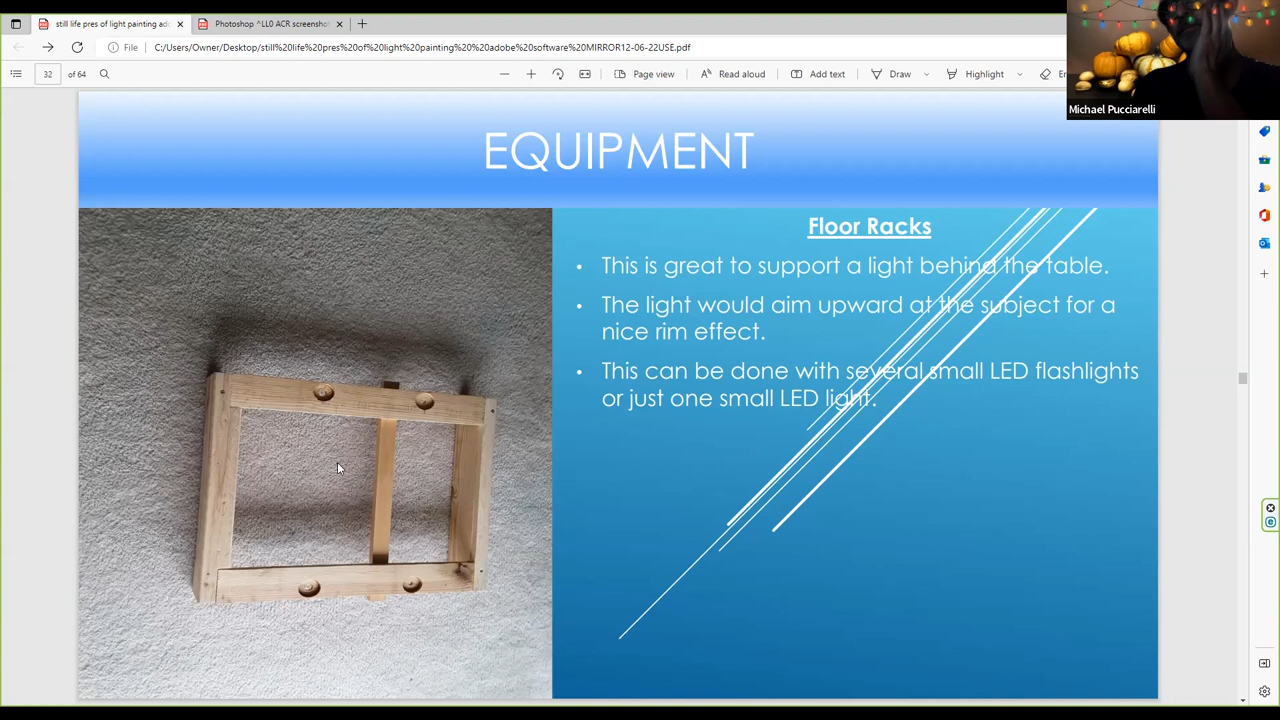 still life pres of light painting ado
Photoshop ^LL0 ACR screenshot
File
C:/Users/Owner/Desktop/still%20life%20pres%20of%20light%20painting%20%20adobe%20software%20MIRROR12-06-22USE.pdf
32 of 64
Page view
Read aloud
Add text
Draw
Highlight
Michael Pucciarelli
EQUIPMENT
Floor Racks
• This is great to support a light behind the table.
• The light would aim upward at the subject for a
nice rim effect.
• This can be done with several small LED flashlights
or just one small LED light.